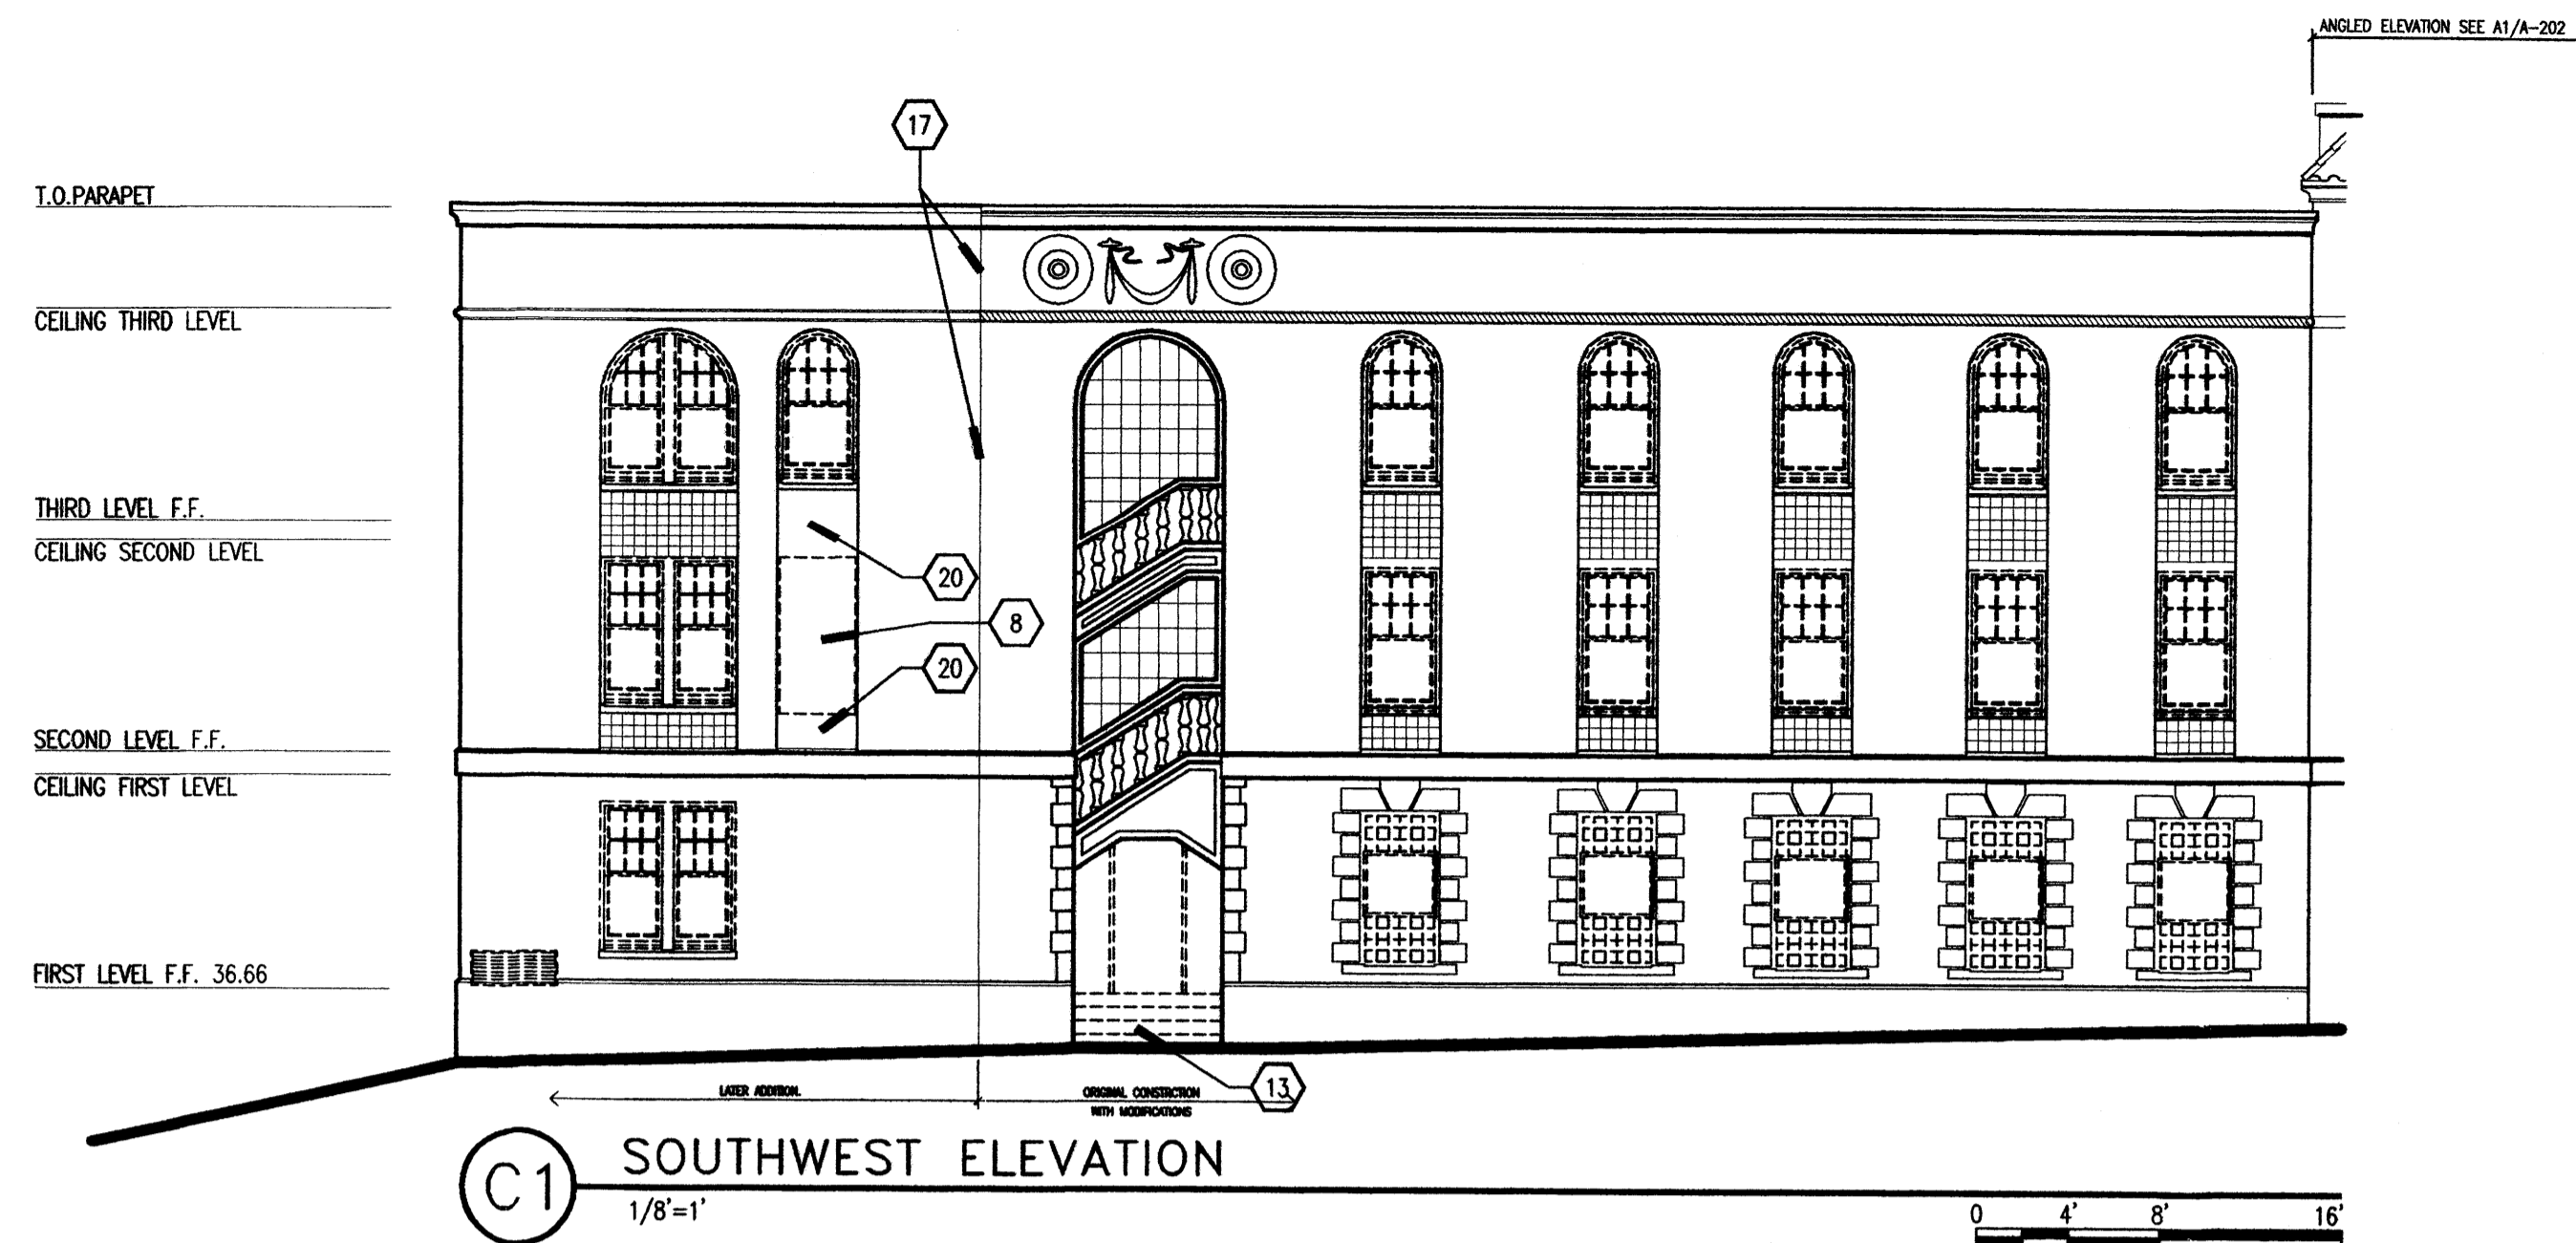 ANGLED ELEVATION SEE A1/A-202
17
T.O.PARAPET
CEILING THIRD LEVEL
THIRD LEVEL F.F.
CEILING SECOND LEVEL
20
8
20
SECOND LEVEL F.F.
CEILING FIRST LEVEL
FIRST LEVEL F.F. 36.66
13
LATER ADDITION.
ORIGINAL CONSTRCTION
WITH MODIFICATIONS
C1
SOUTHWEST ELEVATION
1/8'=1'
0 4' 8' 16'